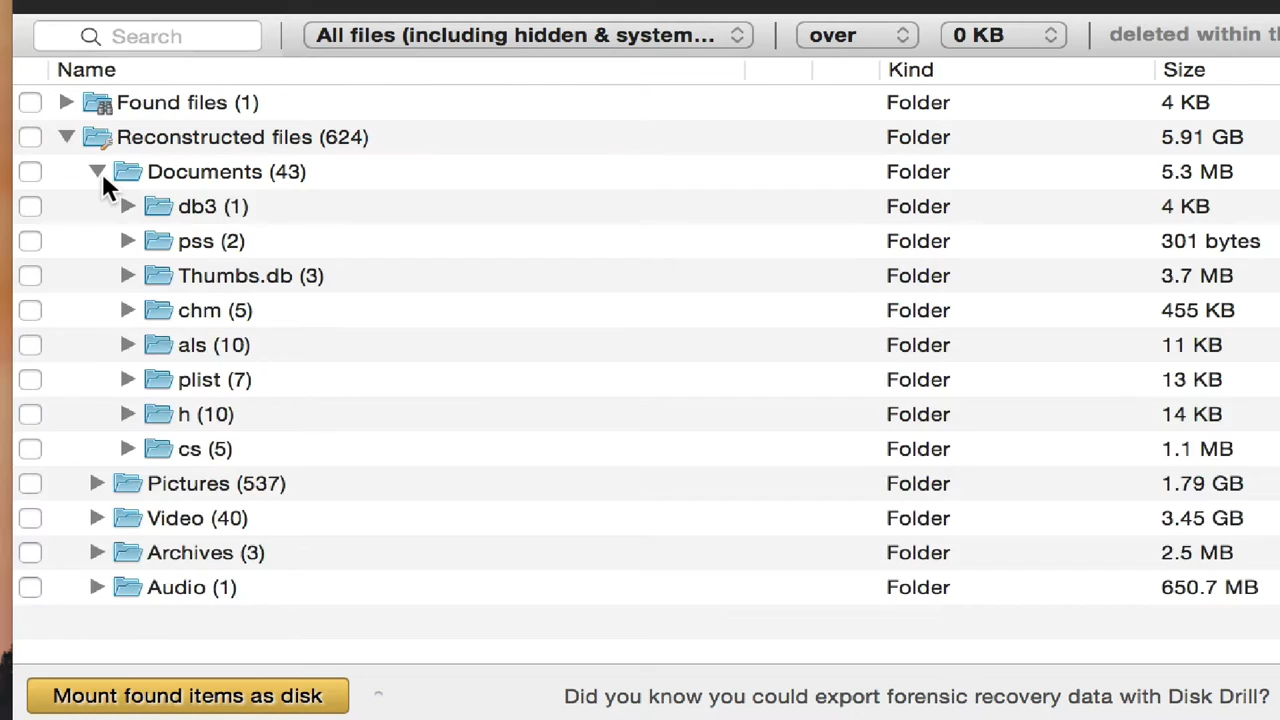 Search All files (including hidden & system... over 0 KB deleted within th
Name Kind Size
Found files (1) Folder 4 KB
Reconstructed files (624) Folder 5.91 GB
Documents (43) Folder 5.3 MB
db3 (1) Folder 4 KB
pss (2) Folder 301 bytes
Thumbs.db (3) Folder 3.7 MB
chm (5) Folder 455 KB
als (10) Folder 11 KB
plist (7) Folder 13 KB
h (10) Folder 14 KB
cs (5) Folder 1.1 MB
Pictures (537) Folder 1.79 GB
Video (40) Folder 3.45 GB
Archives (3) Folder 2.5 MB
Audio (1) Folder 650.7 MB
Mount found items as disk Did you know you could export forensic recovery data with Disk Drill?